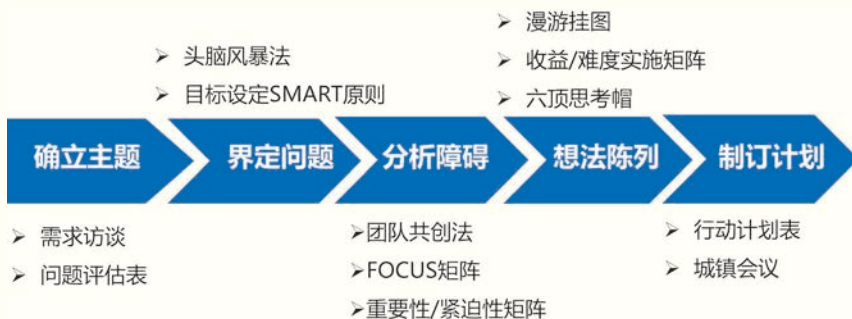 ➢ 漫游挂图
➢ 头脑风暴法
➢ 收益/难度实施矩阵
➢ 目标设定SMART原则
➢ 六顶思考帽
确立主题 界定问题 分析障碍 想法陈列 制订计划
➢ 需求访谈
➢ 问题评估表
➢团队共创法
➢FOCUS矩阵
➢重要性/紧迫性矩阵
➢ 行动计划表
➢ 城镇会议